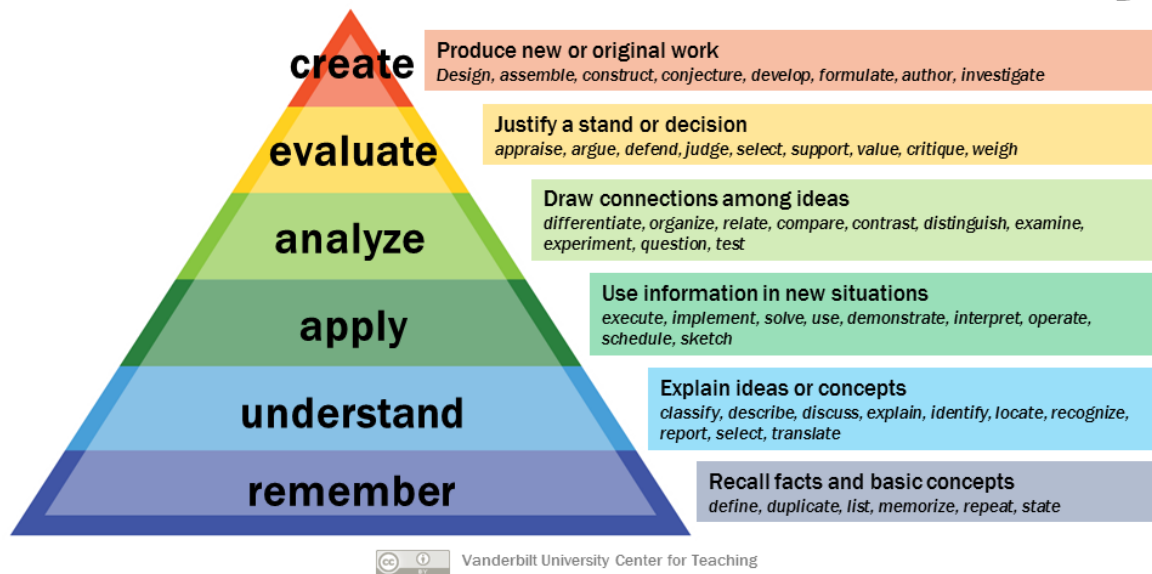 create
Produce new or original work
Design, assemble, construct, conjecture, develop, formulate, author, investigate
evaluate
Justify a stand or decision
appraise, argue, defend, judge, select, support, value, critique, weigh
analyze
Draw connections among ideas
differentiate, organize, relate, compare, contrast, distinguish, examine,
experiment, question, test
apply
Use information in new situations
execute, implement, solve, use, demonstrate, interpret, operate,
schedule, sketch
understand
Explain ideas or concepts
classify, describe, discuss, explain, identify, locate, recognize,
report, select, translate
remember
Recall facts and basic concepts
define, duplicate, list, memorize, repeat, state
cc
BY
Vanderbilt University Center for Teaching